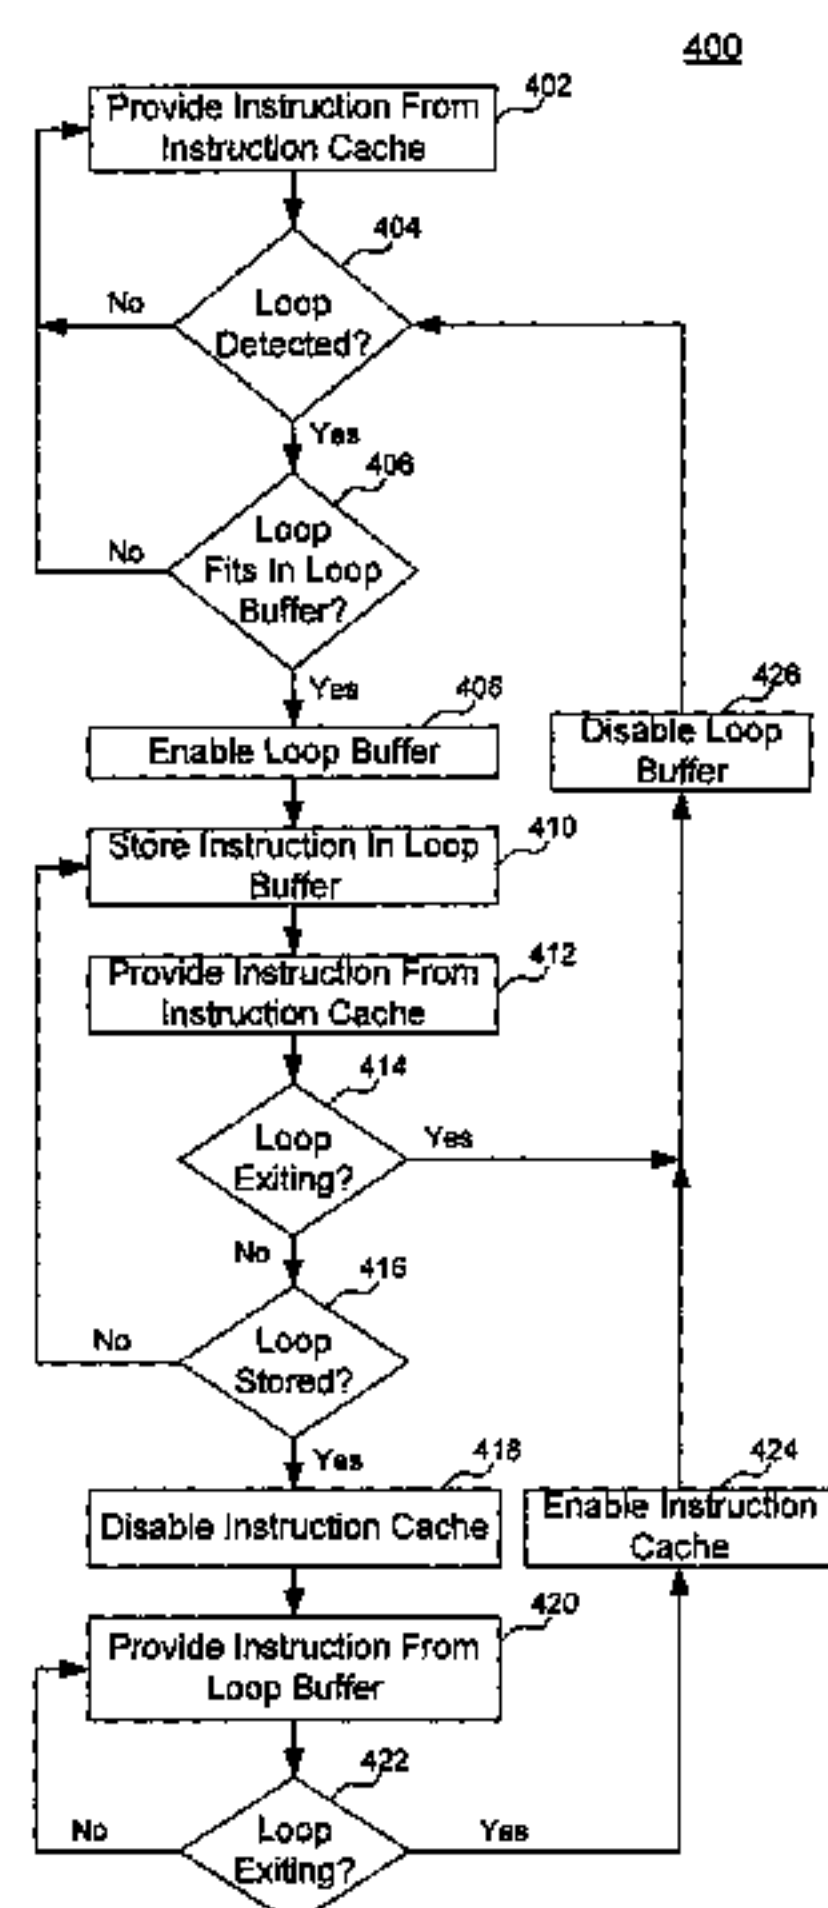 400
402
Provide Instruction From
Instruction Cache
404
Loop
Detected?
No
Yes
406
Loop
Fits In Loop
Buffer?
No
Yes
408
Enable Loop Buffer
426
Disable Loop
Buffer
410
Store Instruction In Loop
Buffer
412
Provide Instruction From
Instruction Cache
414
Loop
Exiting?
Yes
No
416
Loop
Stored?
No
Yes
418
Disable Instruction Cache
424
Enable Instruction
Cache
420
Provide Instruction From
Loop Buffer
422
Loop
Exiting?
No
Yes